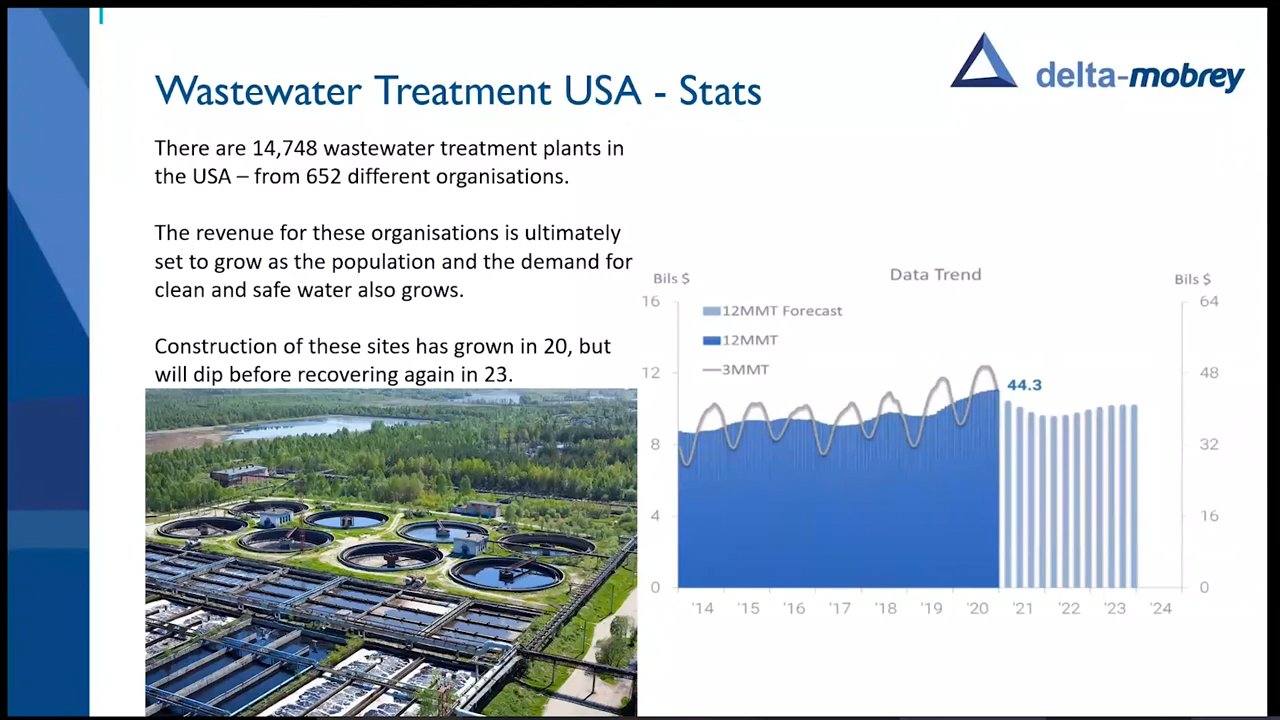 delta-mobrey
Wastewater Treatment USA - Stats
There are 14,748 wastewater treatment plants in
the USA – from 652 different organisations.
The revenue for these organisations is ultimately
set to grow as the population and the demand for
clean and safe water also grows.
Construction of these sites has grown in 20, but
will dip before recovering again in 23.
Data Trend
Bils $
Bils $
16
12
8
4
0
12MMT Forecast
12MMT
3MMT
44.3
64
48
32
16
0
'14 '15 '16 '17 '18 '19 '20 '21 '22 '23 '24